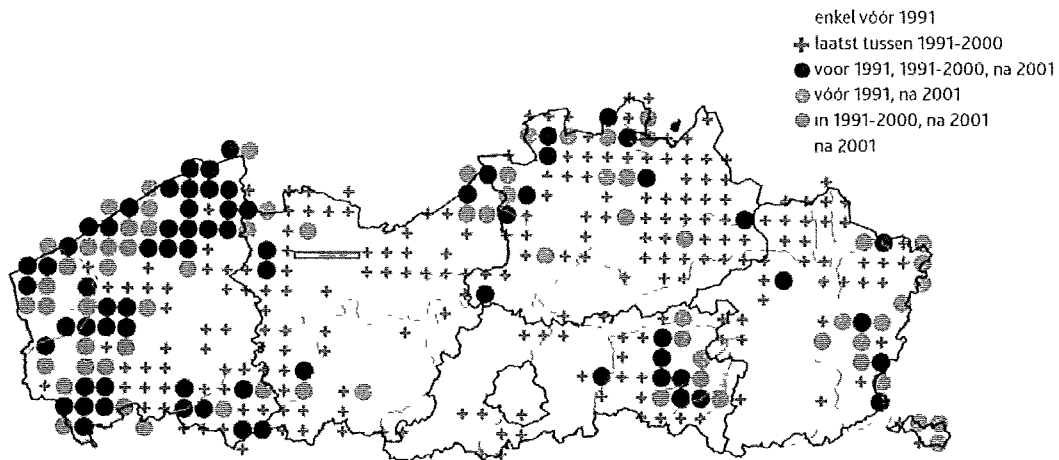 enkel vóór 1991
laatst tussen 1991-2000
voor 1991, 1991-2000, na 2001
vóór 1991, na 2001
in 1991-2000, na 2001
na 2001